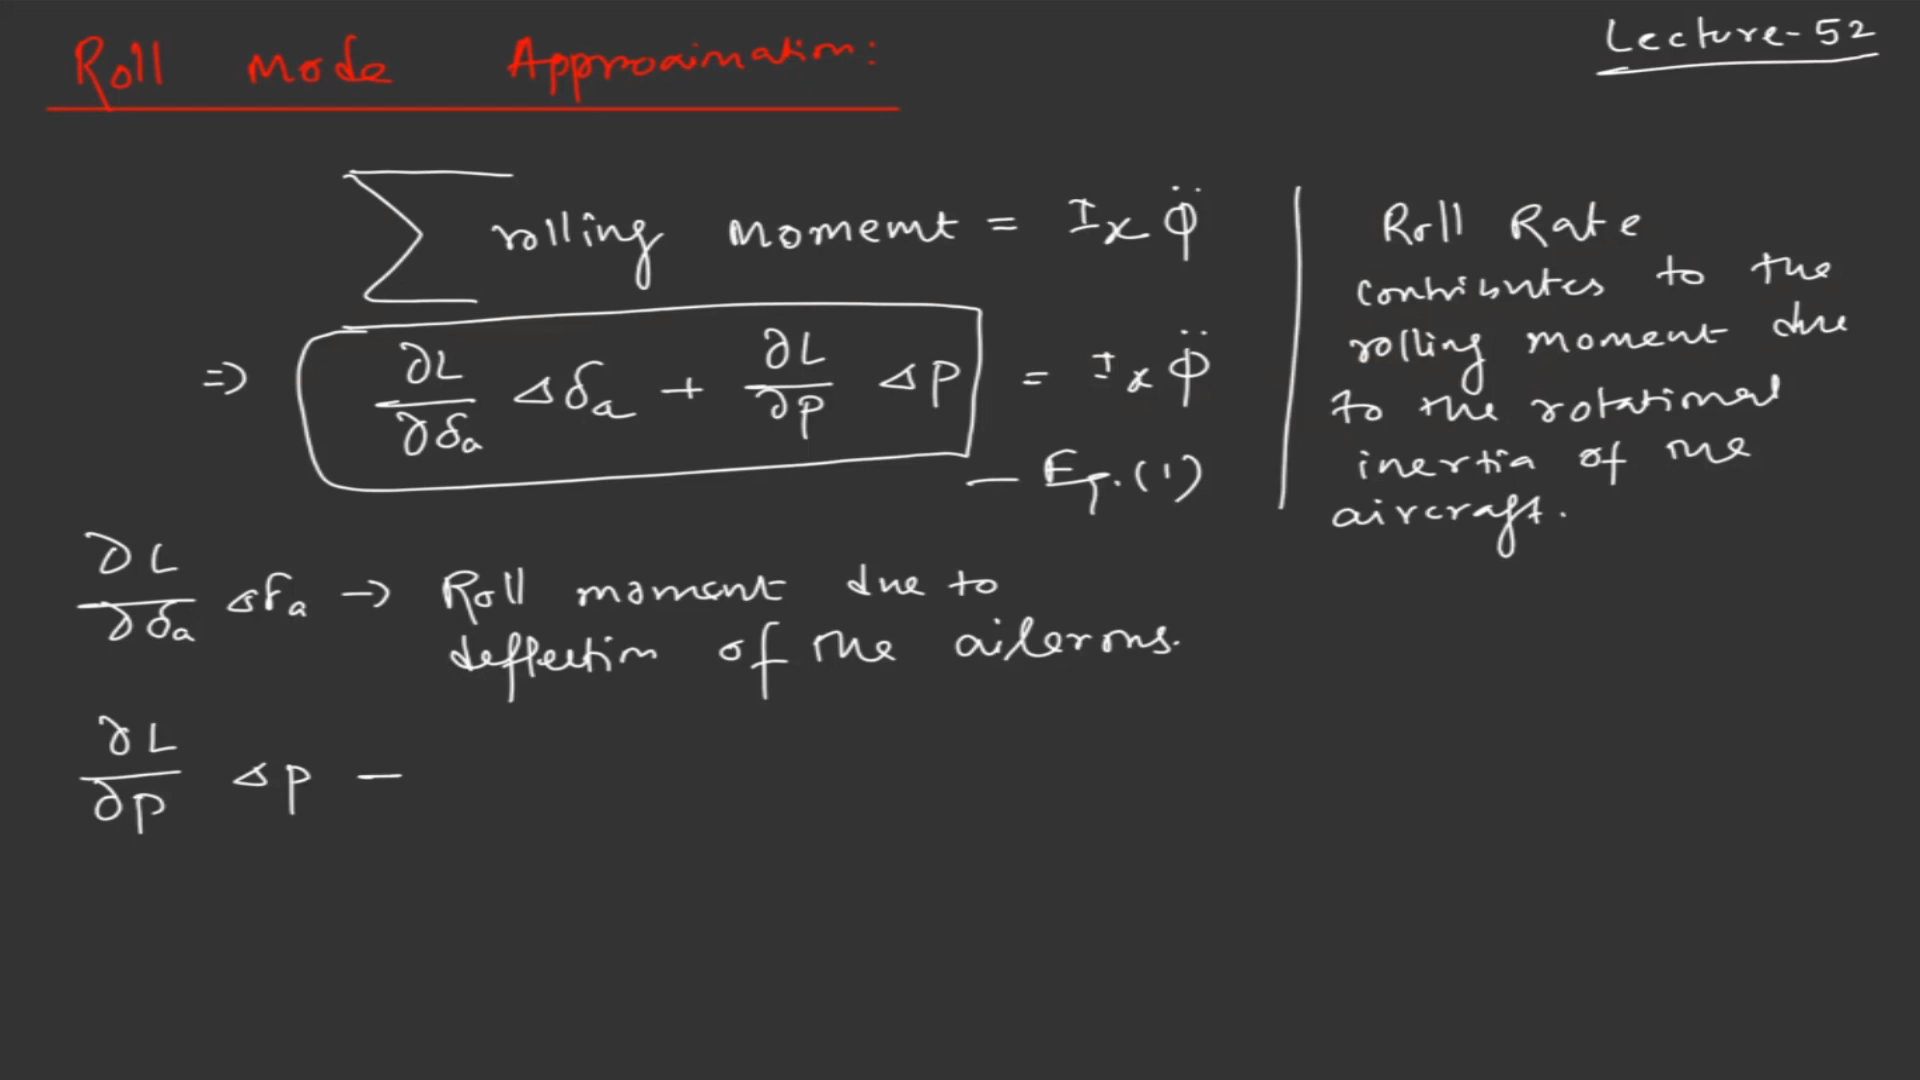 Lecture-52
Roll Mode Approximation:
∑ rolling moment = Iₓ φ̈
=> ∂L/∂δₐ Δδₐ + ∂L/∂p Δp = Iₓ φ̈
— Eq.(1)
Roll Rate
contributes to the
rolling moment due
to the rotational
inertia of the
aircraft.
∂L/∂δₐ Δδₐ → Roll moment due to
deflection of the ailerons.
∂L/∂p Δp —